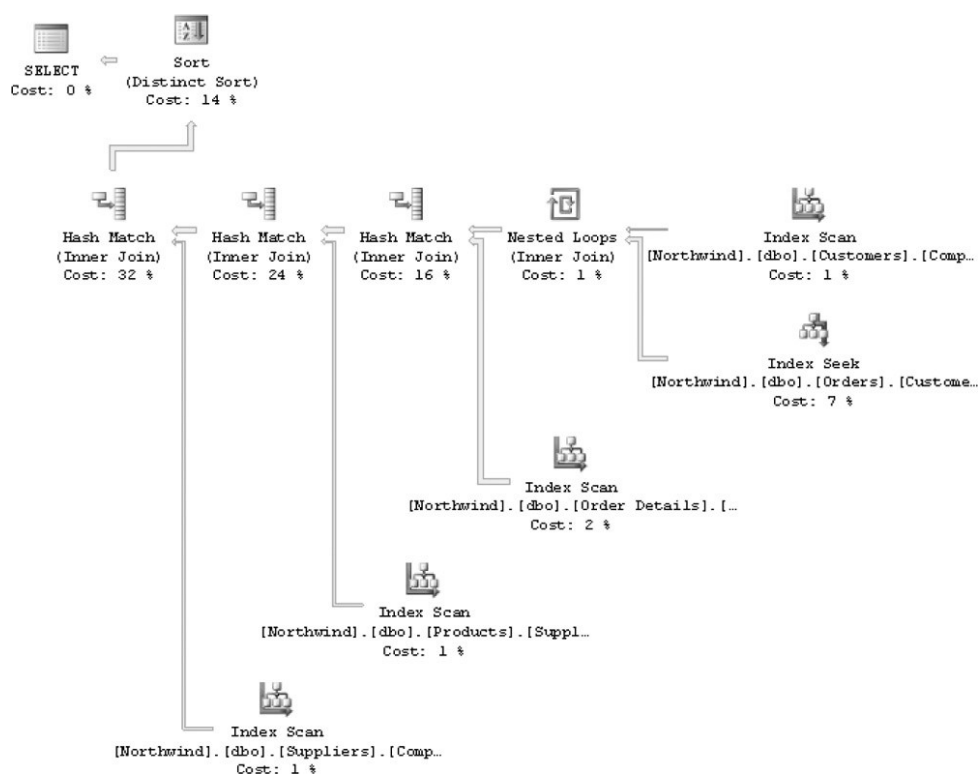 SELECT
Cost: 0 %
Sort
(Distinct Sort)
Cost: 14 %
Hash Match
(Inner Join)
Cost: 32 %
Hash Match
(Inner Join)
Cost: 24 %
Hash Match
(Inner Join)
Cost: 16 %
Nested Loops
(Inner Join)
Cost: 1 %
Index Scan
[Northwind].[dbo].[Customers].[Comp…
Cost: 1 %
Index Seek
[Northwind].[dbo].[Orders].[Custome…
Cost: 7 %
Index Scan
[Northwind].[dbo].[Order Details].[…
Cost: 2 %
Index Scan
[Northwind].[dbo].[Products].[Suppl…
Cost: 1 %
Index Scan
[Northwind].[dbo].[Suppliers].[Comp…
Cost: 1 %